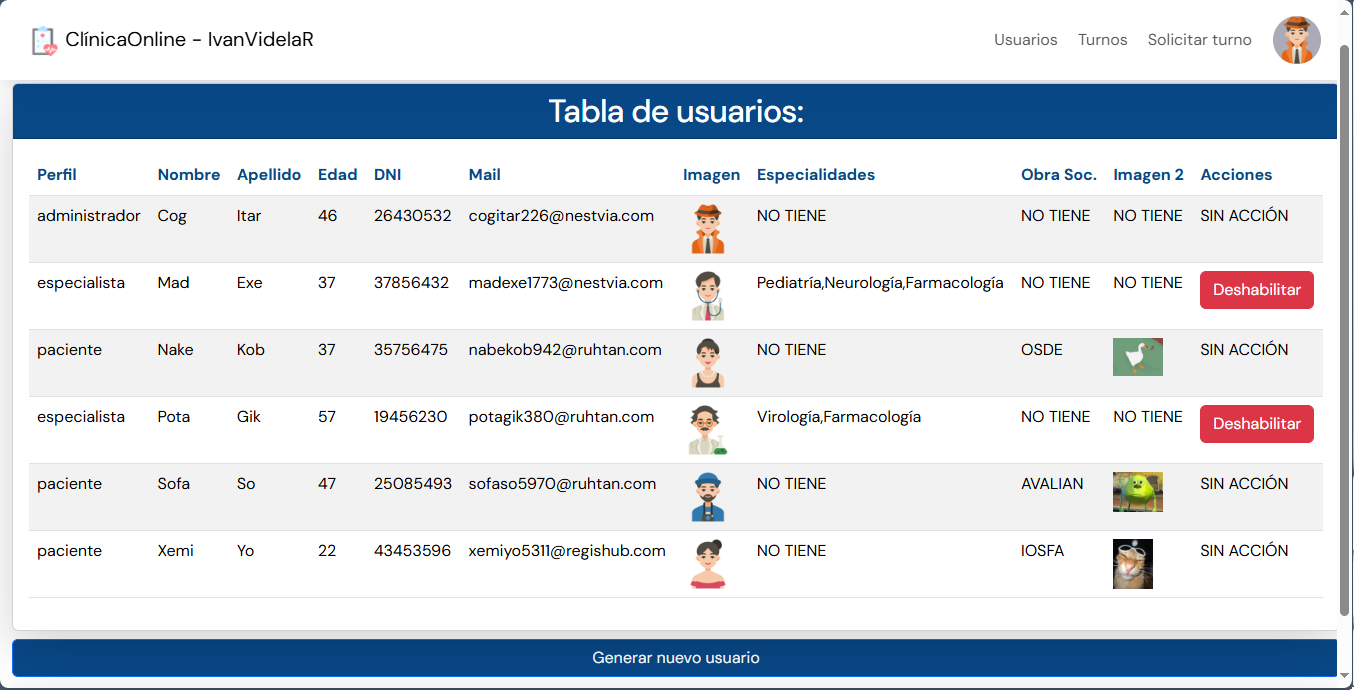 ClínicaOnline - IvanVidelaR
Usuarios Turnos Solicitar turno
Tabla de usuarios:
Perfil Nombre Apellido Edad DNI Mail Imagen Especialidades Obra Soc. Imagen 2 Acciones
administrador Cog Itar 46 26430532 cogitar226@nestvia.com NO TIENE NO TIENE NO TIENE SIN ACCIÓN
especialista Mad Exe 37 37856432 madexe1773@nestvia.com Pediatría,Neurología,Farmacología NO TIENE NO TIENE Deshabilitar
paciente Nake Kob 37 35756475 nabekob942@ruhtan.com NO TIENE OSDE SIN ACCIÓN
especialista Pota Gik 57 19456230 potagik380@ruhtan.com Virología,Farmacología NO TIENE NO TIENE Deshabilitar
paciente Sofa So 47 25085493 sofaso5970@ruhtan.com NO TIENE AVALIAN SIN ACCIÓN
paciente Xemi Yo 22 43453596 xemiyo5311@regishub.com NO TIENE IOSFA SIN ACCIÓN
Generar nuevo usuario